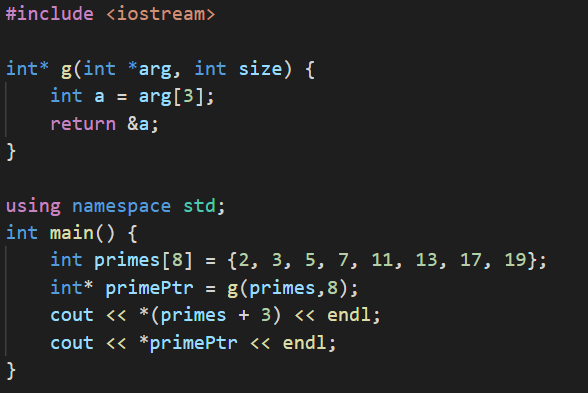 #include <iostream>

int* g(int *arg, int size) {
    int a = arg[3];
    return &a;
}

using namespace std;
int main() {
    int primes[8] = {2, 3, 5, 7, 11, 13, 17, 19};
    int* primePtr = g(primes,8);
    cout << *(primes + 3) << endl;
    cout << *primePtr << endl;
}